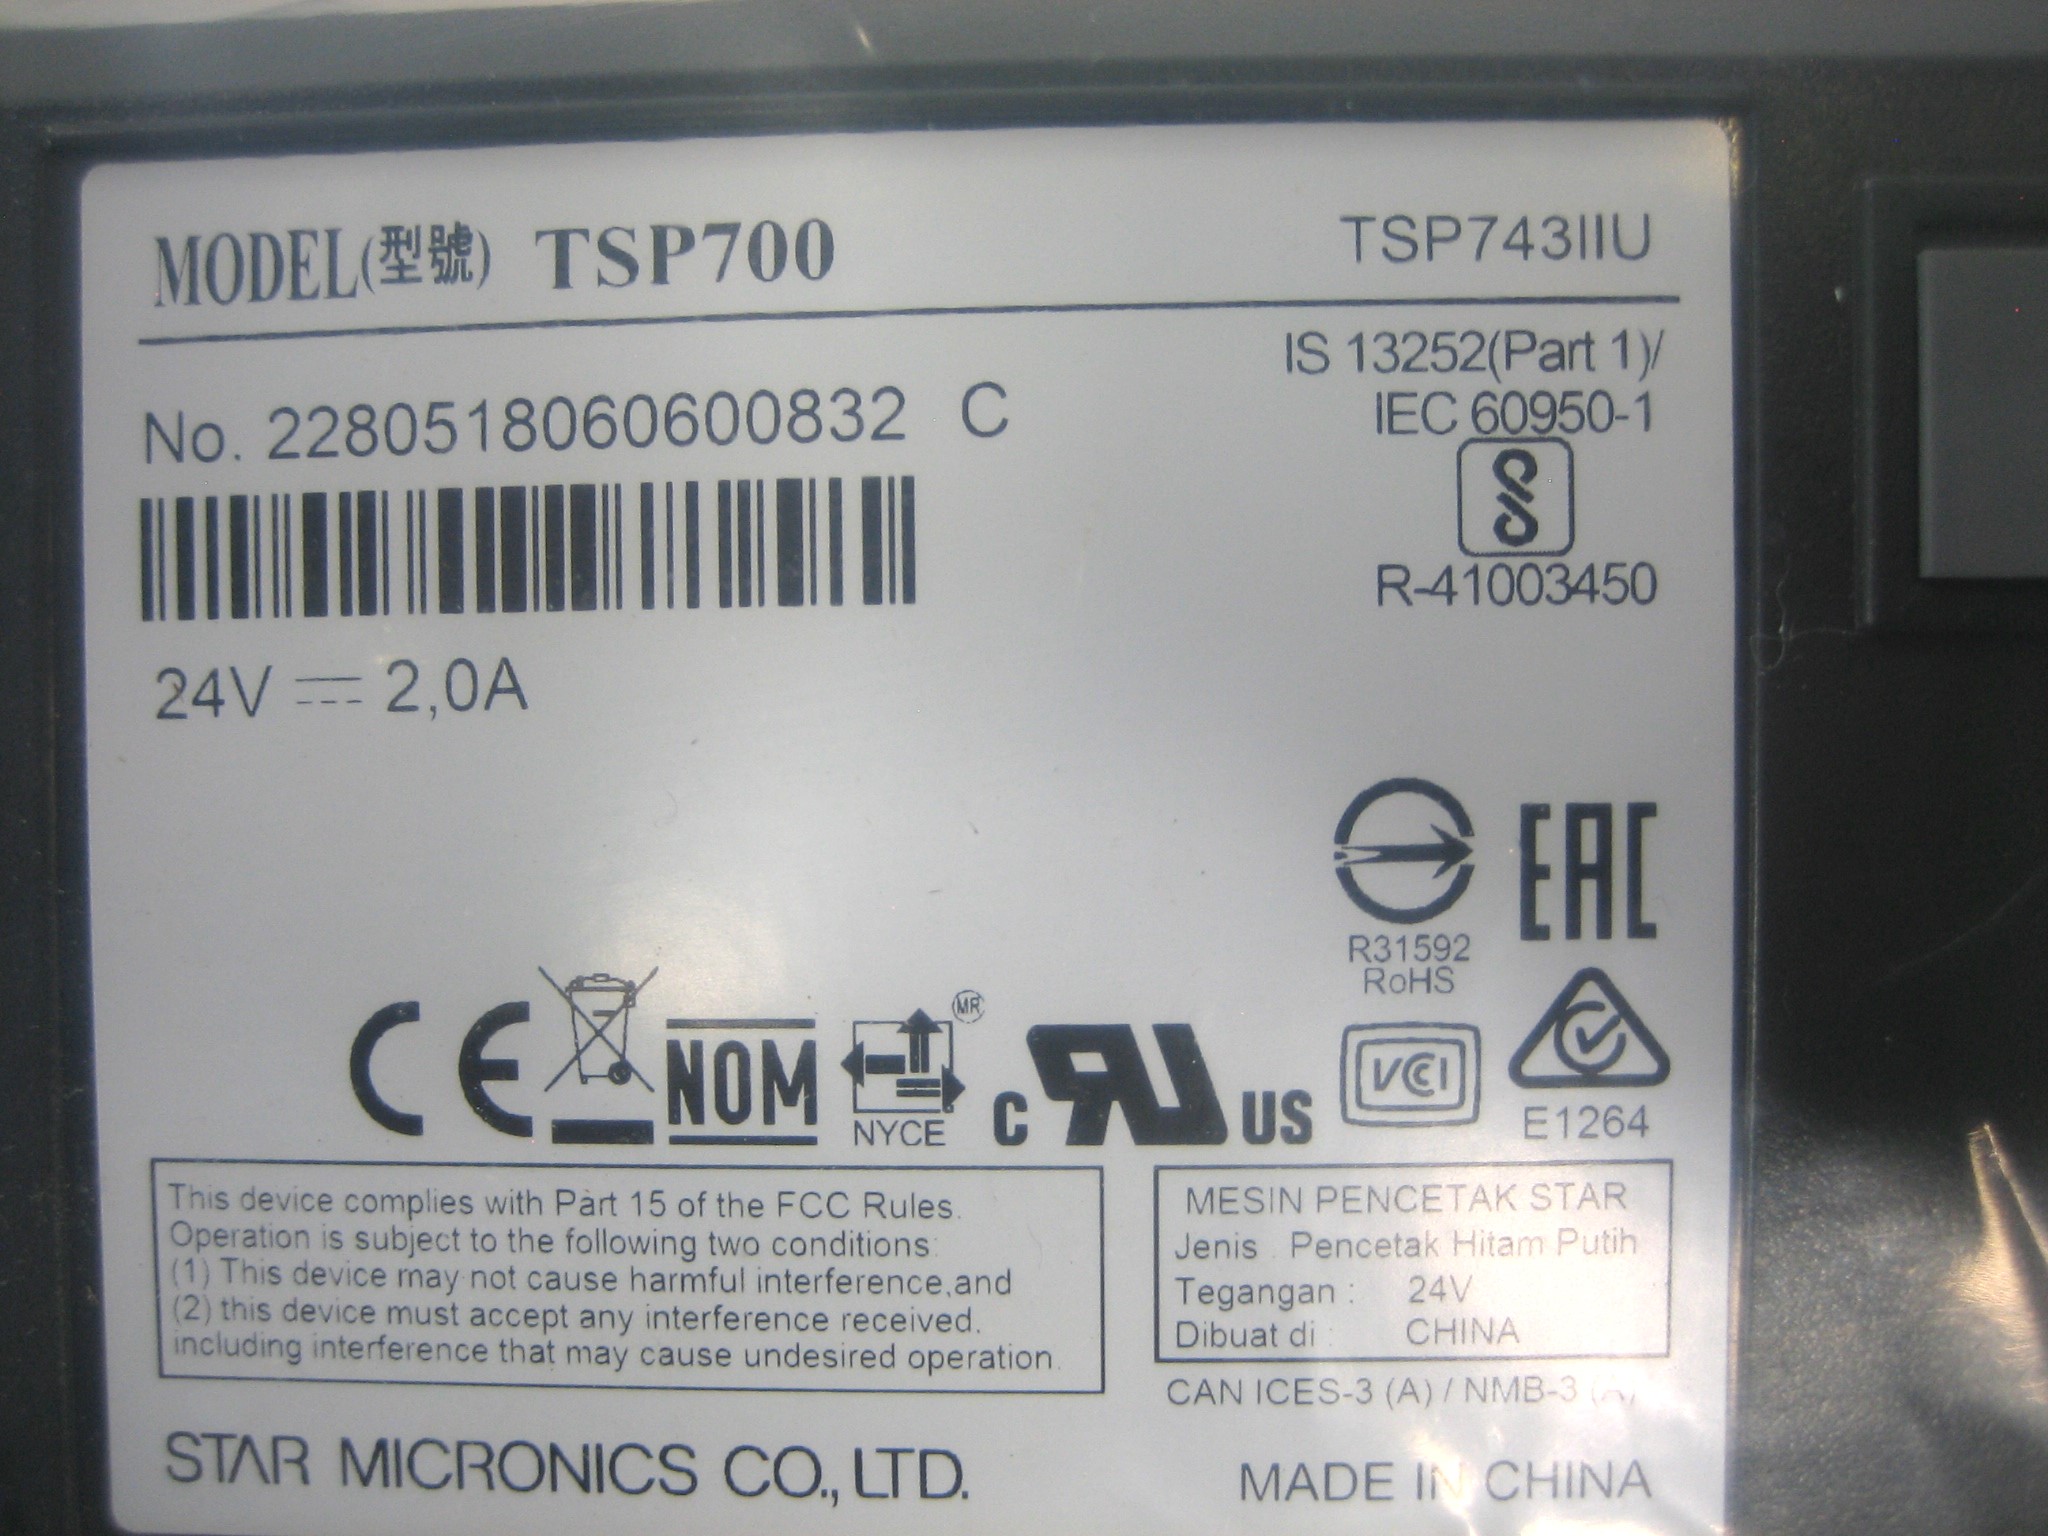 MODEL(型號) TSP700 TSP743IIU
IS 13252(Part 1)/
IEC 60950-1
No. 2280518060600832 C
R-41003450
24V 2,0A
EAC
R31592
RoHS
CE NOM NYCE MR c RU US VCCI E1264
This device complies with Part 15 of the FCC Rules.
Operation is subject to the following two conditions:
(1) This device may not cause harmful interference,and
(2) this device must accept any interference received,
including interference that may cause undesired operation.
MESIN PENCETAK STAR
Jenis : Pencetak Hitam Putih
Tegangan : 24V
Dibuat di : CHINA
CAN ICES-3 (A) / NMB-3 (A)
STAR MICRONICS CO., LTD. MADE IN CHINA